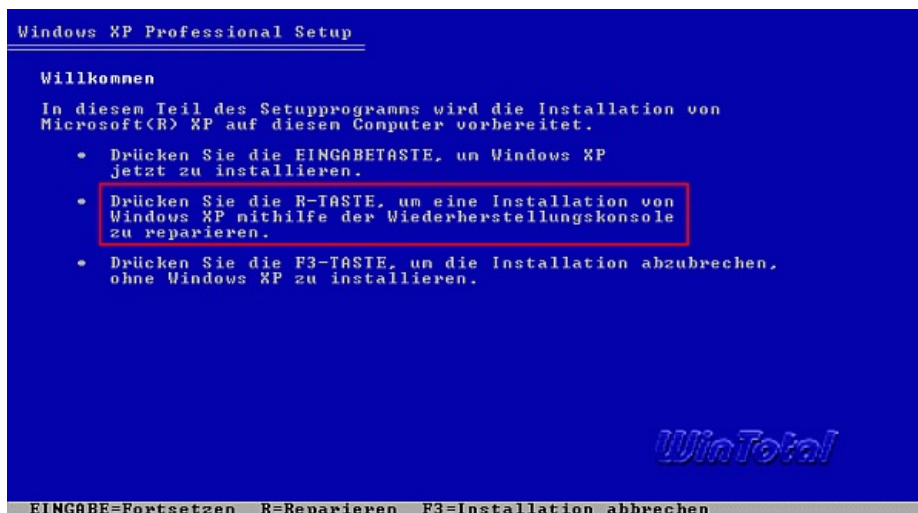 Windows XP Professional Setup
Willkommen
In diesem Teil des Setupprogramms wird die Installation von
Microsoft(R) XP auf diesem Computer vorbereitet.
• Drücken Sie die EINGABETASTE, um Windows XP
jetzt zu installieren.
• Drücken Sie die R-TASTE, um eine Installation von
Windows XP mithilfe der Wiederherstellungskonsole
zu reparieren.
• Drücken Sie die F3-TASTE, um die Installation abzubrechen,
ohne Windows XP zu installieren.
WinTotal
EINGABE=Fortsetzen R=Reparieren F3=Installation abbrechen